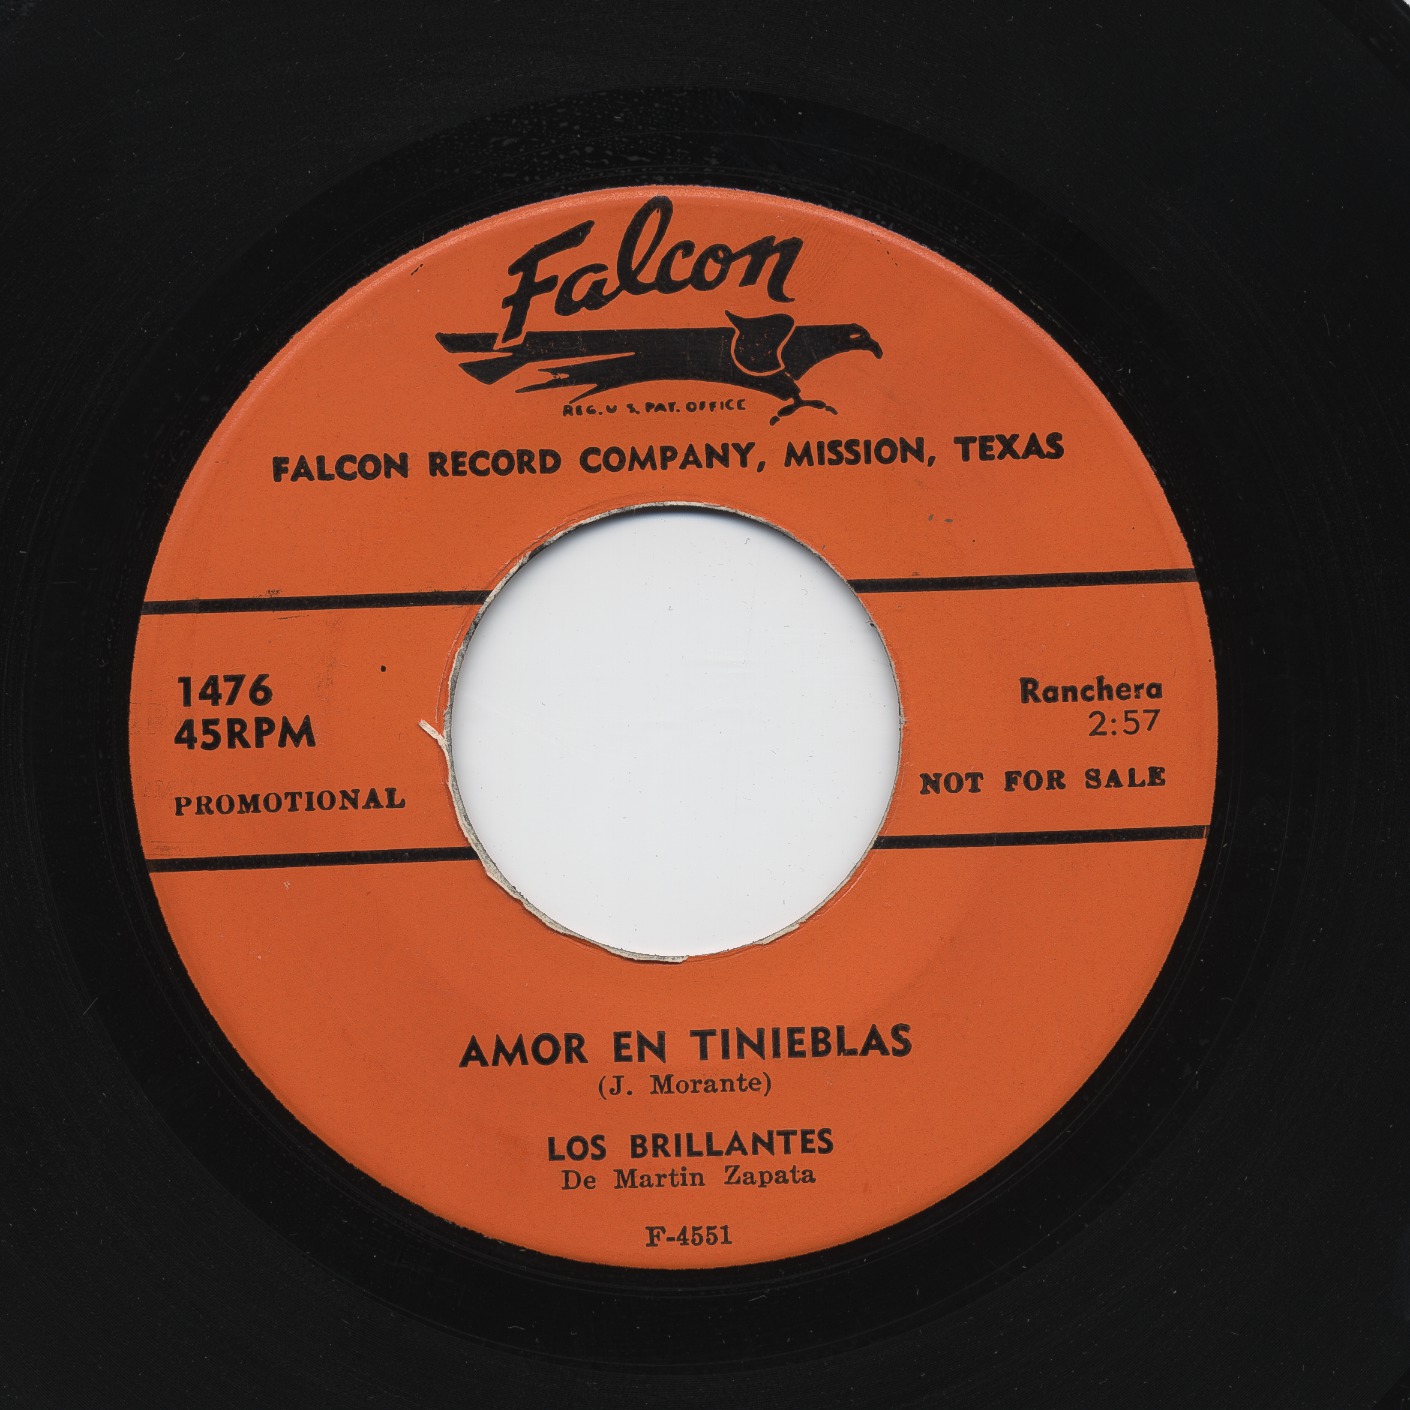 Falcon
REG. U.S. PAT. OFFICE
FALCON RECORD COMPANY, MISSION, TEXAS
1476
45RPM
PROMOTIONAL
Ranchera
2:57
NOT FOR SALE
AMOR EN TINIEBLAS
(J. Morante)
LOS BRILLANTES
De Martin Zapata
F-4551